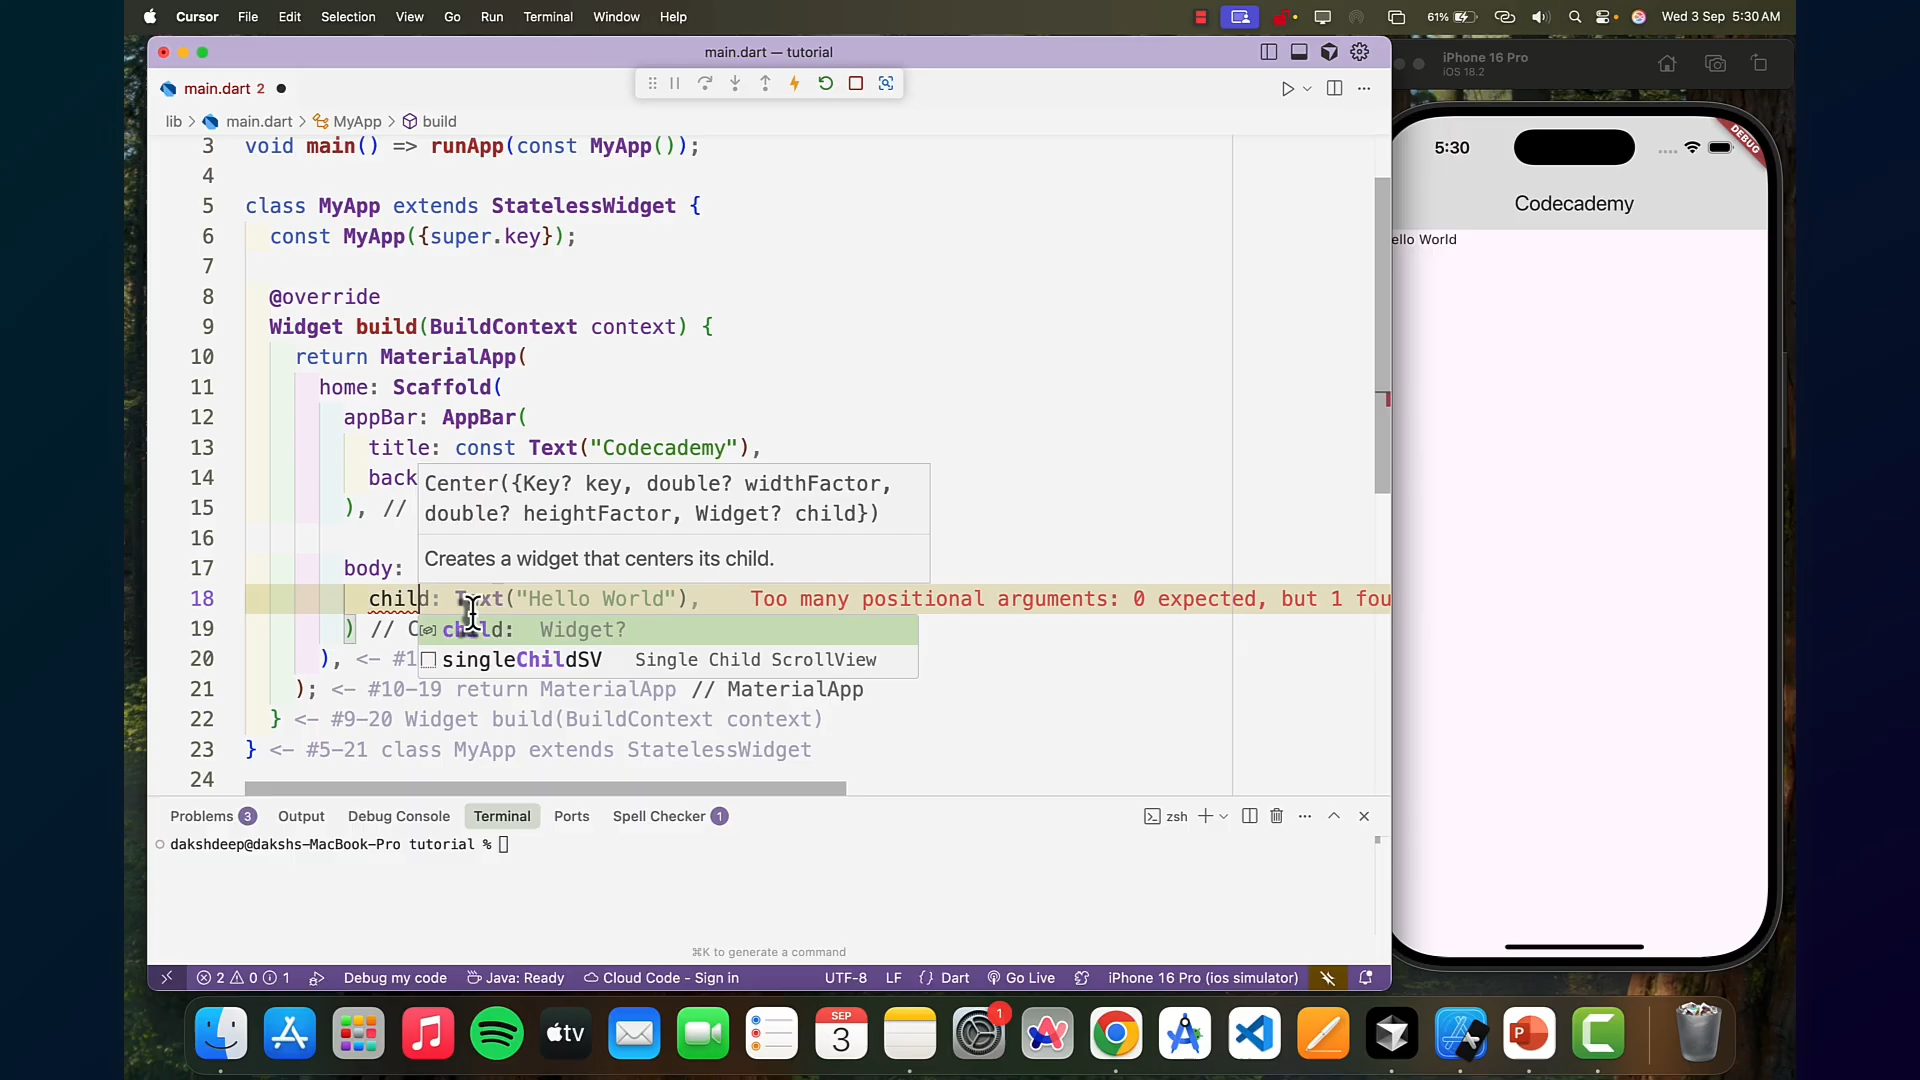 Cursor File Edit Selection View Go Run Terminal Window Help 61% Wed 3 Sep 5:30 AM
main.dart — tutorial
iPhone 16 Pro
iOS 18.2
main.dart 2
lib > main.dart > MyApp > build
3 void main() => runApp(const MyApp());
4
5 class MyApp extends StatelessWidget {
6 const MyApp({super.key});
7
8 @override
9 Widget build(BuildContext context) {
10 return MaterialApp(
11 home: Scaffold(
12 appBar: AppBar(
13 title: const Text("Codecademy"),
14 back
15 ), //
16
17 body:
18 child: Text("Hello World"), Too many positional arguments: 0 expected, but 1 fou
19 ) // C
20 ), <- #1
21 ); <- #10-19 return MaterialApp // MaterialApp
22 } <- #9-20 Widget build(BuildContext context)
23 } <- #5-21 class MyApp extends StatelessWidget
24
Center({Key? key, double? widthFactor,
double? heightFactor, Widget? child})
Creates a widget that centers its child.
child: Widget?
singleChildSV Single Child ScrollView
5:30
DEBUG
Codecademy
ello World
Problems 3 Output Debug Console Terminal Ports Spell Checker 1 zsh
dakshdeep@dakshs-MacBook-Pro tutorial %
⌘K to generate a command
2 0 1 Debug my code Java: Ready Cloud Code - Sign in UTF-8 LF {} Dart Go Live iPhone 16 Pro (ios simulator)
tv
SEP
3
1
P